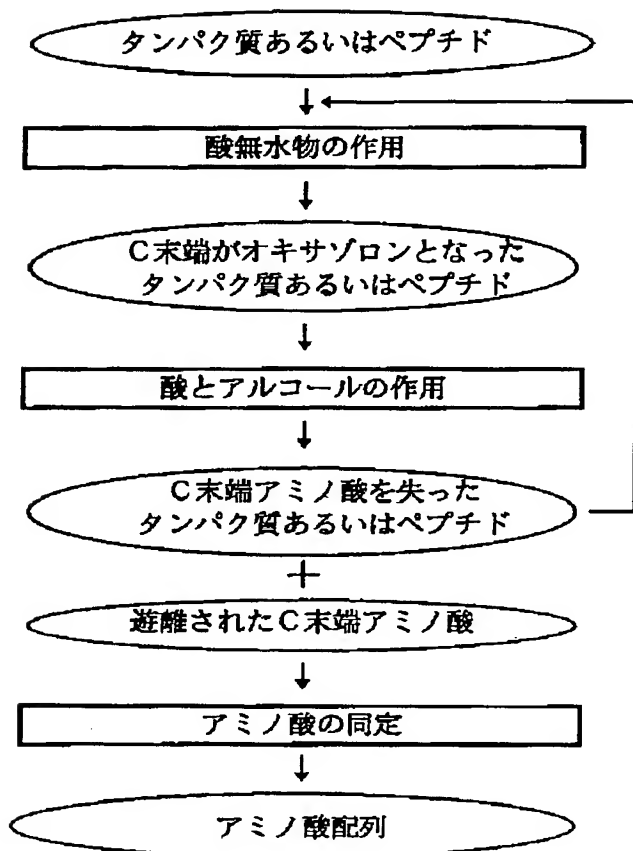 タンパク質あるいはペプチド
酸無水物の作用
C末端がオキサゾロンとなった
タンパク質あるいはペプチド
酸とアルコールの作用
C末端アミノ酸を失った
タンパク質あるいはペプチド
+
遊離されたC末端アミノ酸
アミノ酸の同定
アミノ酸配列